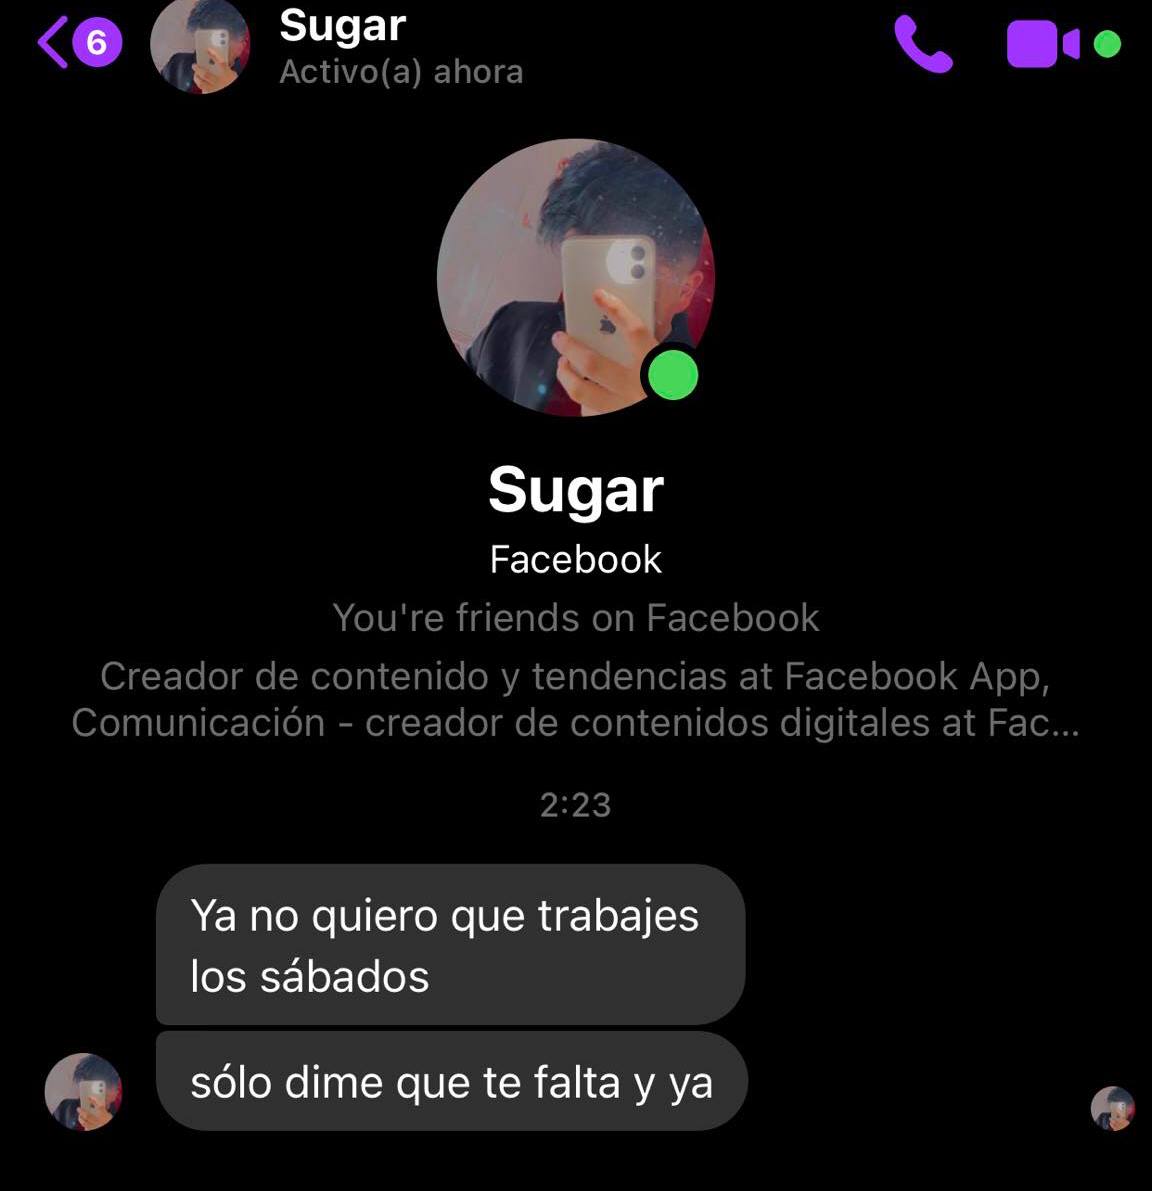 6
Sugar
Activo(a) ahora
Sugar
Facebook
You're friends on Facebook
Creador de contenido y tendencias at Facebook App,
Comunicación - creador de contenidos digitales at Fac...
2:23
Ya no quiero que trabajes
los sábados
sólo dime que te falta y ya